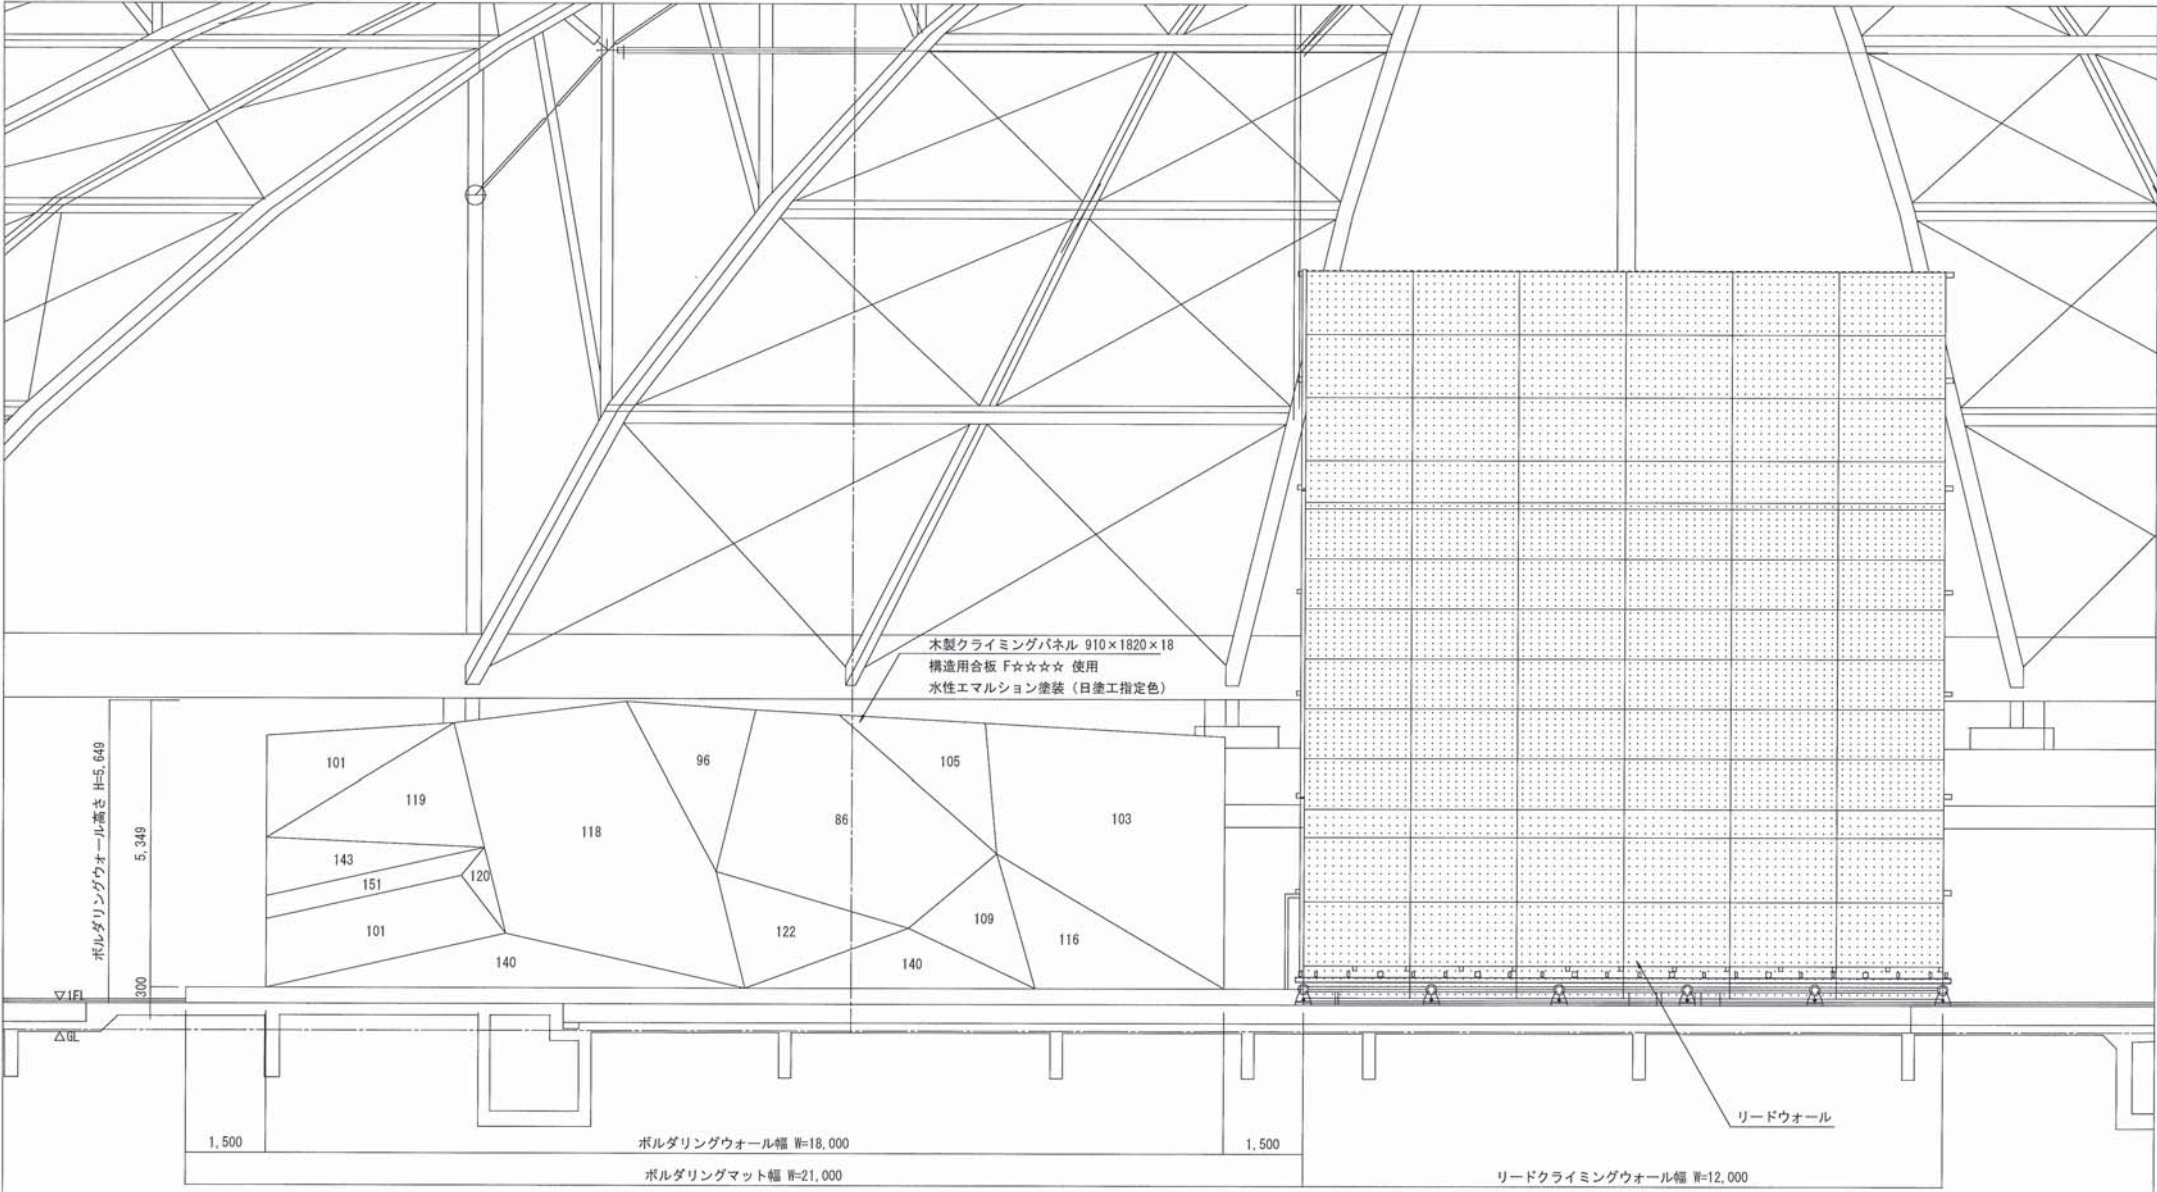 木製クライミングパネル 910×1820×18
構造用合板 F☆☆☆☆ 使用
水性エマルション塗装（日塗工指定色）
ボルダリングウォール高さ H=5,649
5,349
300
101
119
143
151
120
101
140
118
96
86
122
140
105
109
116
103
▽1FL
△GL
リードウォール
1,500
ボルダリングウォール幅 W=18,000
1,500
ボルダリングマット幅 W=21,000
リードクライミングウォール幅 W=12,000